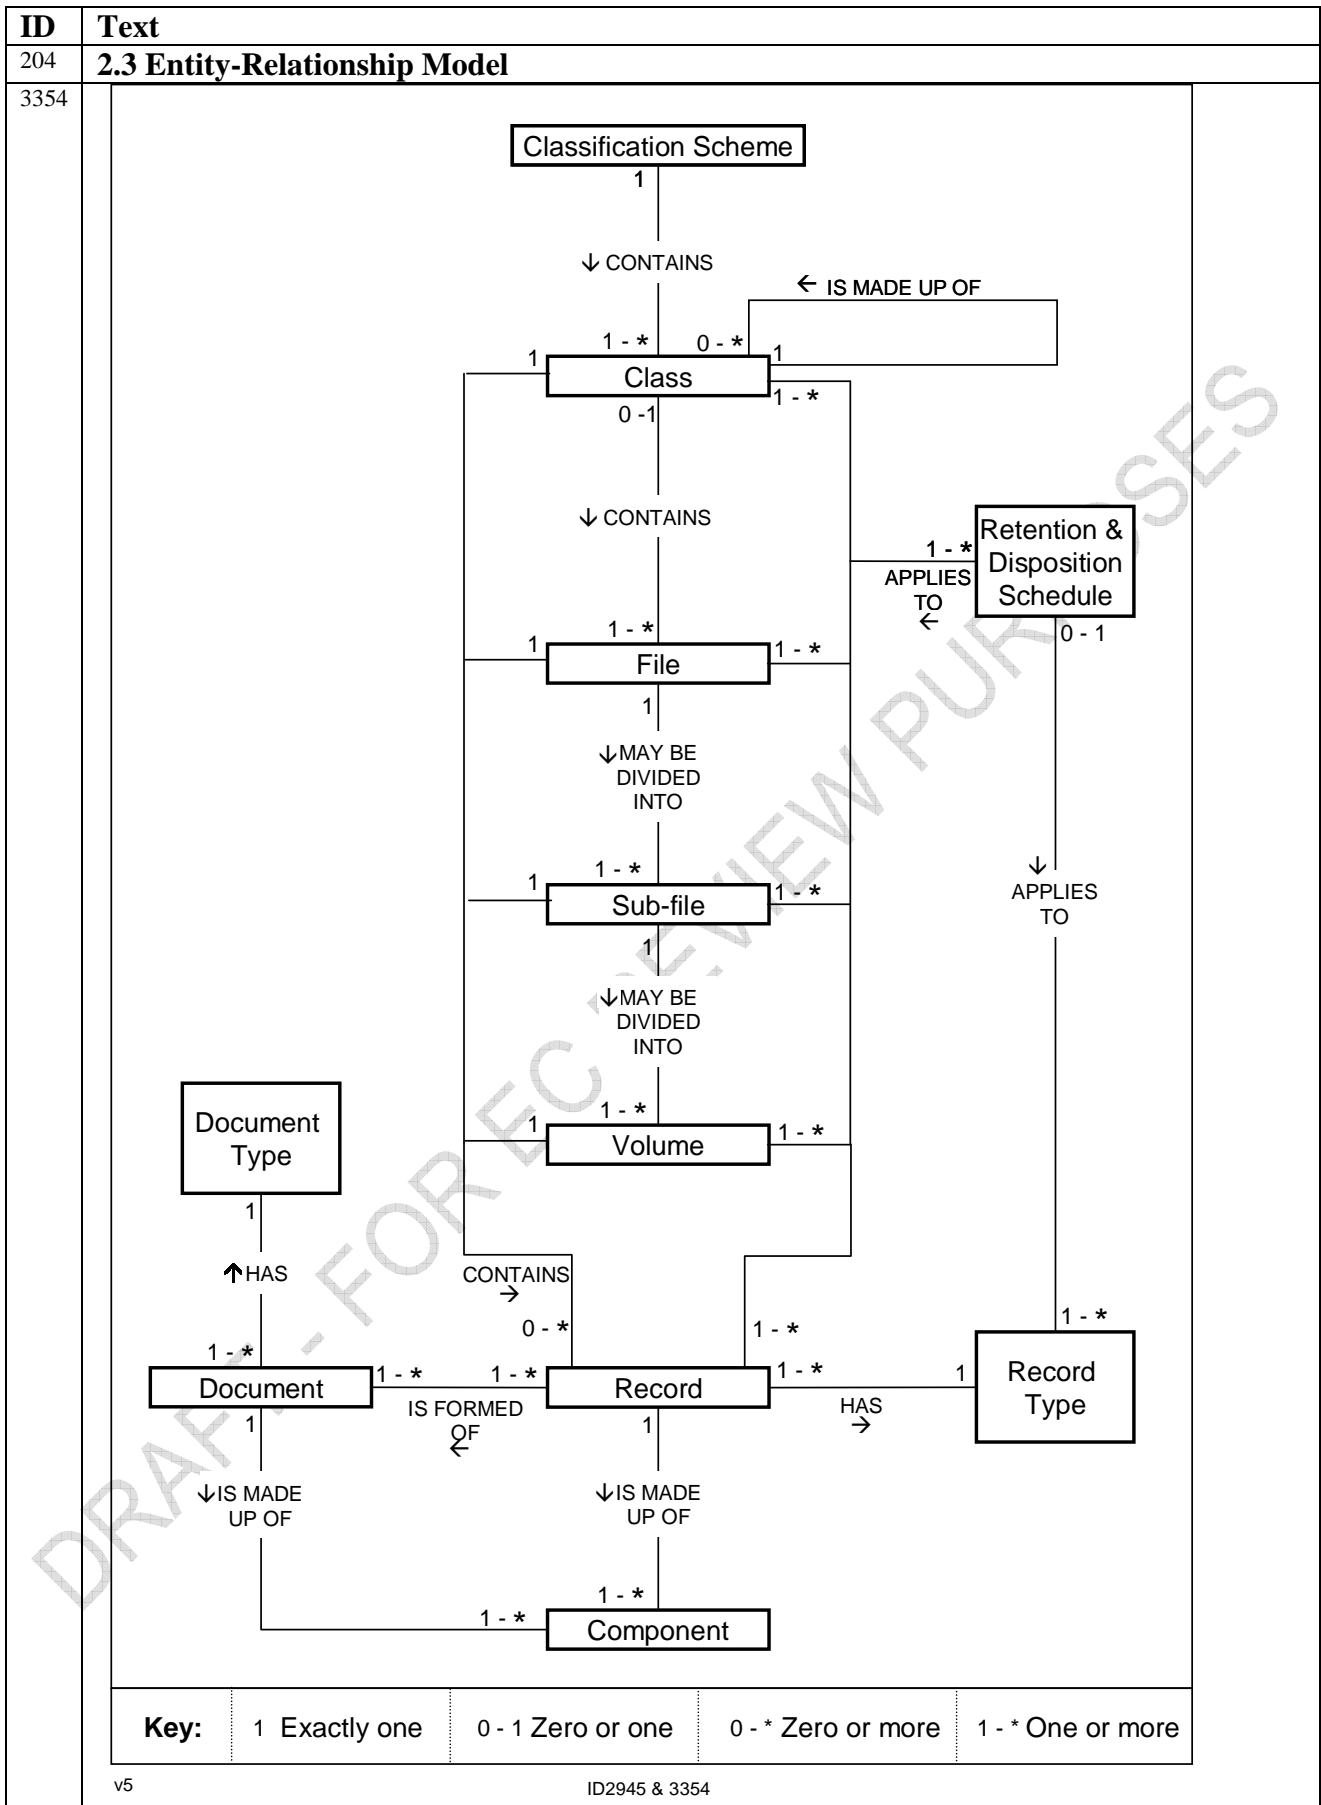 ID Text
204 2.3 Entity-Relationship Model
3354
Classification Scheme
1
↓ CONTAINS
← IS MADE UP OF
1 - * 0 - *
1 1
Class
1 - *
0 -1
↓ CONTAINS
Retention &
Disposition
Schedule
1 - *
APPLIES
TO
←
0 - 1
1 - *
1 1 - *
File
1
↓MAY BE
DIVIDED
INTO
1 - *
1 1 - *
Sub-file
1
↓
APPLIES
TO
↓MAY BE
DIVIDED
INTO
1 - *
1 1 - *
Volume
Document
Type
1
↑HAS
CONTAINS
→
0 - * 1 - * 1 - *
1 - *
Document
1 - * 1 - *
IS FORMED
OF
←
Record
1 - * 1
HAS
→
Record
Type
1 1
↓IS MADE
UP OF
↓IS MADE
UP OF
1 - *
1 - *
Component
Key: 1 Exactly one 0 - 1 Zero or one 0 - * Zero or more 1 - * One or more
v5 ID2945 & 3354
DRAFT - FOR EC REVIEW PURPOSES